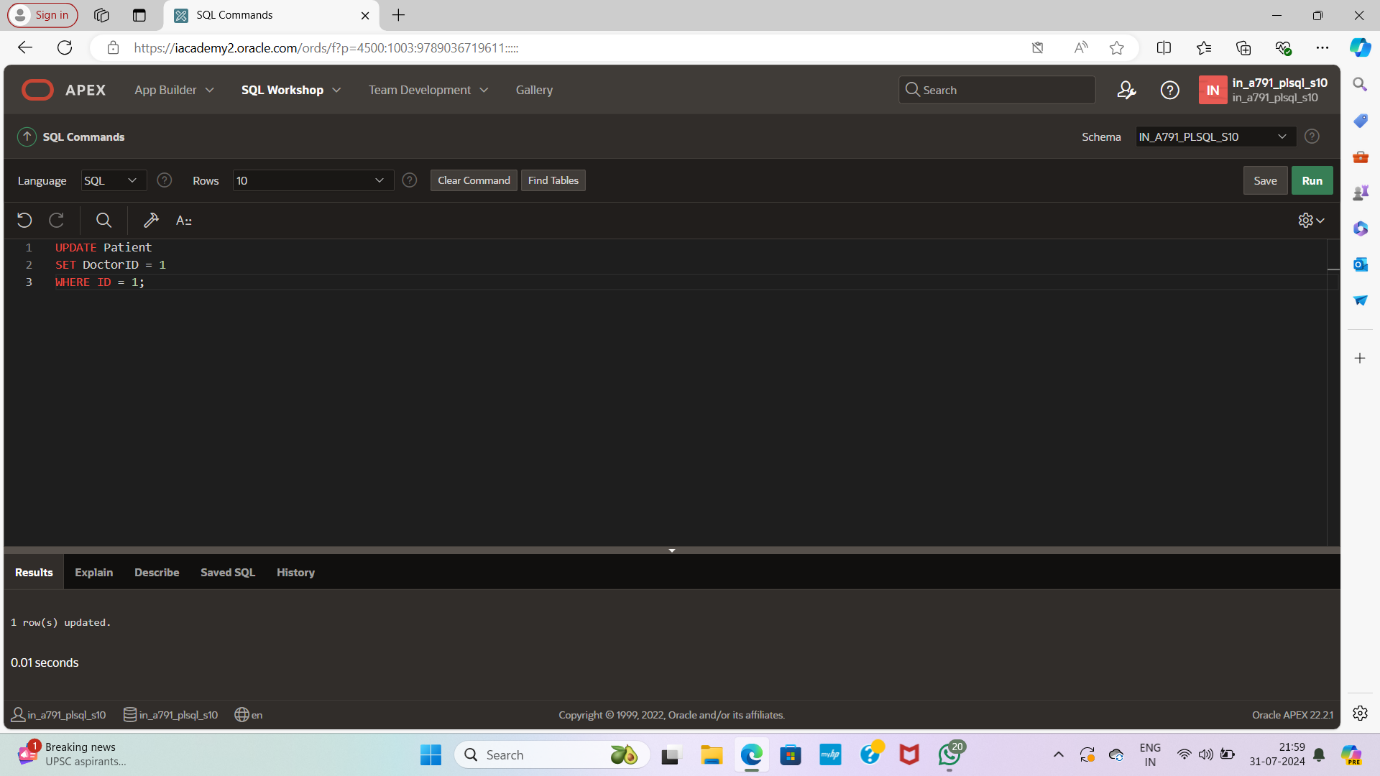 Sign in
SQL Commands
https://iacademy2.oracle.com/ords/f?p=4500:1003:9789036719611:::::
APEX App Builder SQL Workshop Team Development Gallery Search IN in_a791_plsql_s10
in_a791_plsql_s10
SQL Commands Schema IN_A791_PLSQL_S10
Language SQL Rows 10 Clear Command Find Tables Save Run
1 UPDATE Patient
2 SET DoctorID = 1
3 WHERE ID = 1;
Results Explain Describe Saved SQL History
1 row(s) updated.
0.01 seconds
in_a791_plsql_s10 in_a791_plsql_s10 en Copyright © 1999, 2022, Oracle and/or its affiliates. Oracle APEX 22.2.1
1 Breaking news
UPSC aspirants...
Search
myhp
20
ENG
IN
21:59
31-07-2024
PRE